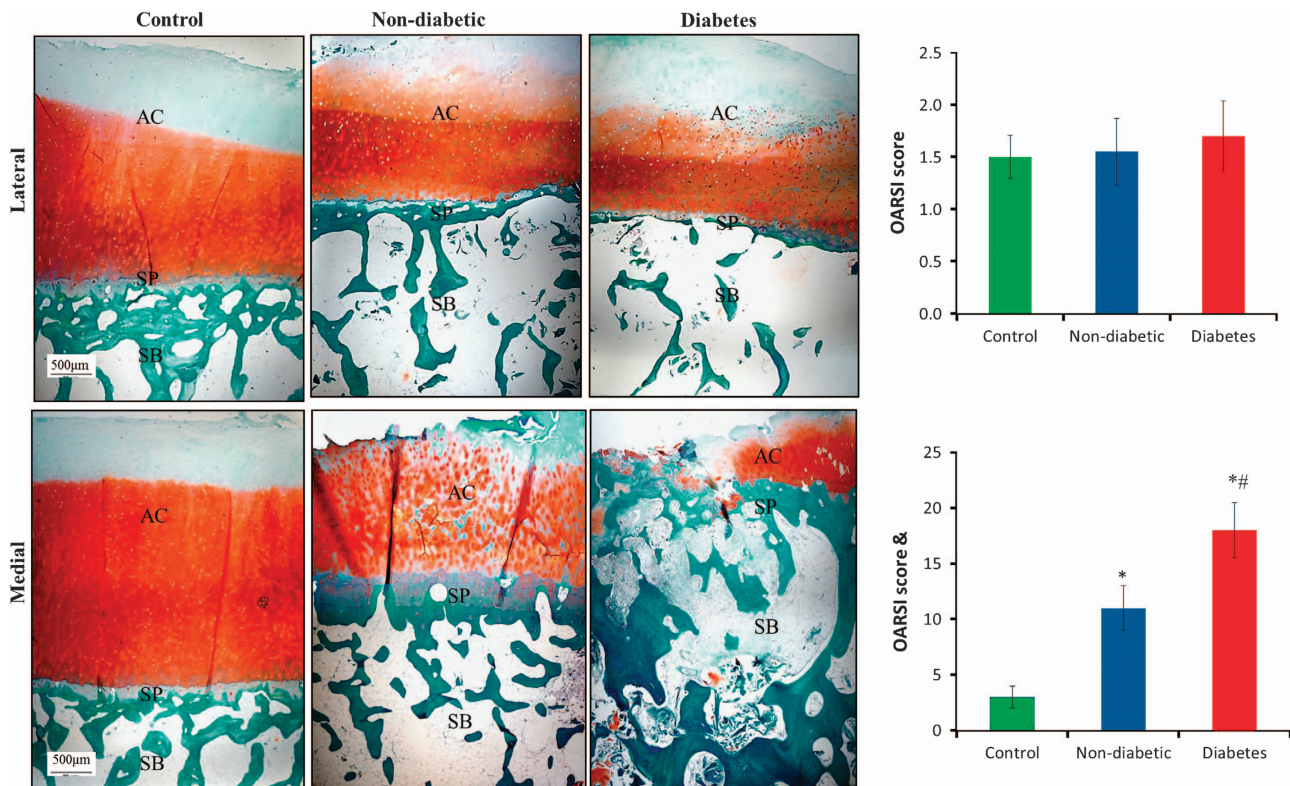 Control
Non-diabetic
Diabetes
Lateral
AC
SP
SB
500μm
AC
SP
SB
AC
SP
SB
Medial
AC
SP
SB
500μm
AC
SP
SB
AC
SP
SB
OARSI score
2.5
2.0
1.5
1.0
0.5
0.0
Control
Non-diabetic
Diabetes
OARSI score &
25
20
15
10
5
0
*
*#
Control
Non-diabetic
Diabetes